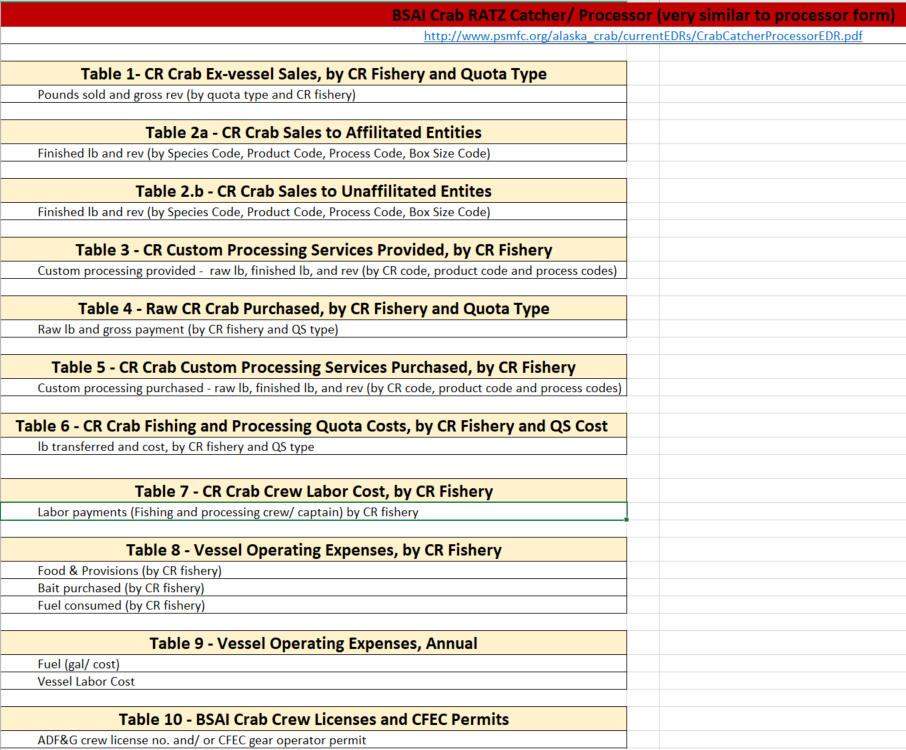 BSAI Crab RATZ Catcher/ Processor (very similar to processor form)
http://www.psmfc.org/alaska_crab/currentEDRs/CrabCatcherProcessorEDR.pdf
Table 1- CR Crab Ex-vessel Sales, by CR Fishery and Quota Type
Pounds sold and gross rev (by quota type and CR fishery)
Table 2a - CR Crab Sales to Affilitated Entities
Finished lb and rev (by Species Code, Product Code, Process Code, Box Size Code)
Table 2.b - CR Crab Sales to Unaffilitated Entites
Finished lb and rev (by Species Code, Product Code, Process Code, Box Size Code)
Table 3 - CR Custom Processing Services Provided, by CR Fishery
Custom processing provided -  raw lb, finished lb, and rev (by CR code, product code and process codes)
Table 4 - Raw CR Crab Purchased, by CR Fishery and Quota Type
Raw lb and gross payment (by CR fishery and QS type)
Table 5 - CR Crab Custom Processing Services Purchased, by CR Fishery
Custom processing purchased - raw lb, finished lb, and rev (by CR code, product code and process codes)
Table 6 - CR Crab Fishing and Processing Quota Costs, by CR Fishery and QS Cost
lb transferred and cost, by CR fishery and QS type
Table 7 - CR Crab Crew Labor Cost, by CR Fishery
Labor payments (Fishing and processing crew/ captain) by CR fishery
Table 8 - Vessel Operating Expenses, by CR Fishery
Food & Provisions (by CR fishery)
Bait purchased (by CR fishery)
Fuel consumed (by CR fishery)
Table 9 - Vessel Operating Expenses, Annual
Fuel (gal/ cost)
Vessel Labor Cost
Table 10 - BSAI Crab Crew Licenses and CFEC Permits
ADF&G crew license no. and/ or CFEC gear operator permit